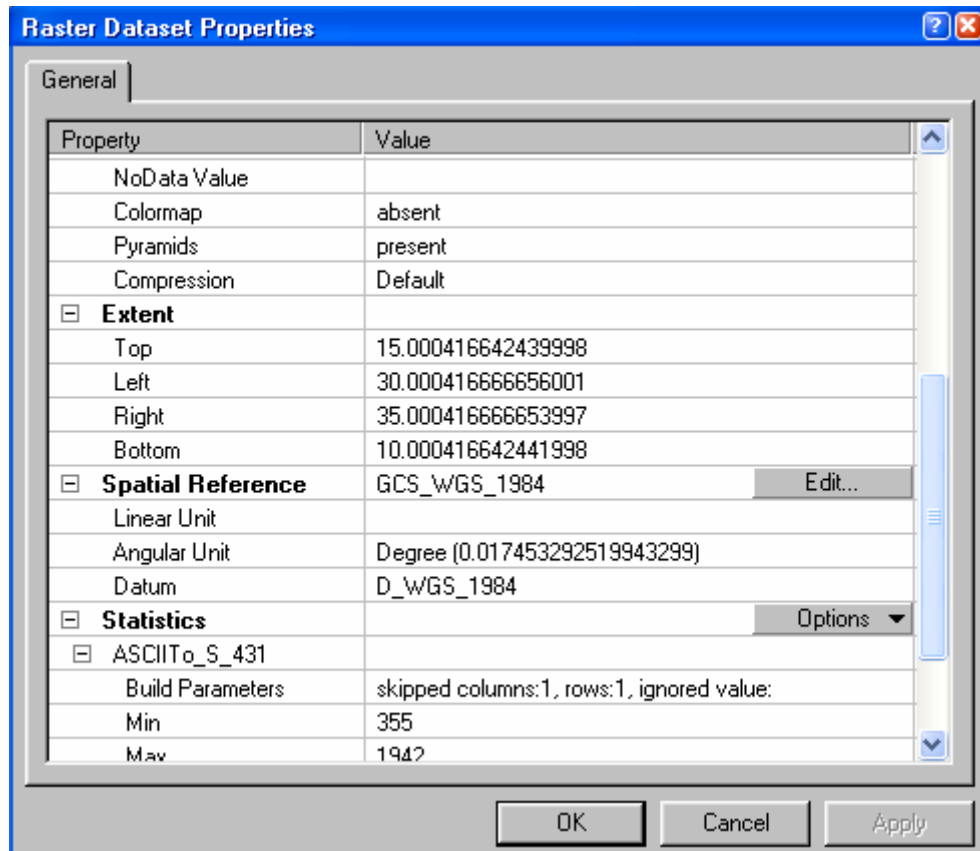 Raster Dataset Properties
General
Property Value
NoData Value
Colormap absent
Pyramids present
Compression Default
Extent
Top 15.000416642439998
Left 30.000416666656001
Right 35.000416666653997
Bottom 10.000416642441998
Spatial Reference GCS_WGS_1984 Edit...
Linear Unit
Angular Unit Degree (0.017453292519943299)
Datum D_WGS_1984
Statistics Options
ASCIITo_S_431
Build Parameters skipped columns:1, rows:1, ignored value:
Min 355
Max 1942
OK Cancel Apply